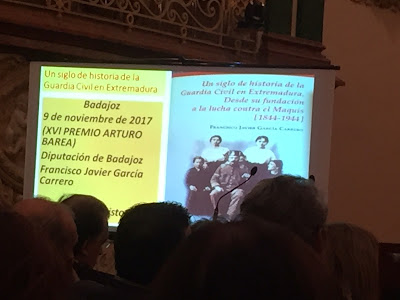 Un siglo de historia de la
Guardia Civil en Extremadura
Badajoz
9 de noviembre de 2017
(XVI PREMIO ARTURO
BAREA)
Diputación de Badajoz
Francisco Javier García
Carrero
Un siglo de historia de la
Guardia Civil en Extremadura.
Desde su fundación
a la lucha contra el Maquis
[1844-1944]
FRANCISCO JAVIER GARCÍA CARRERO